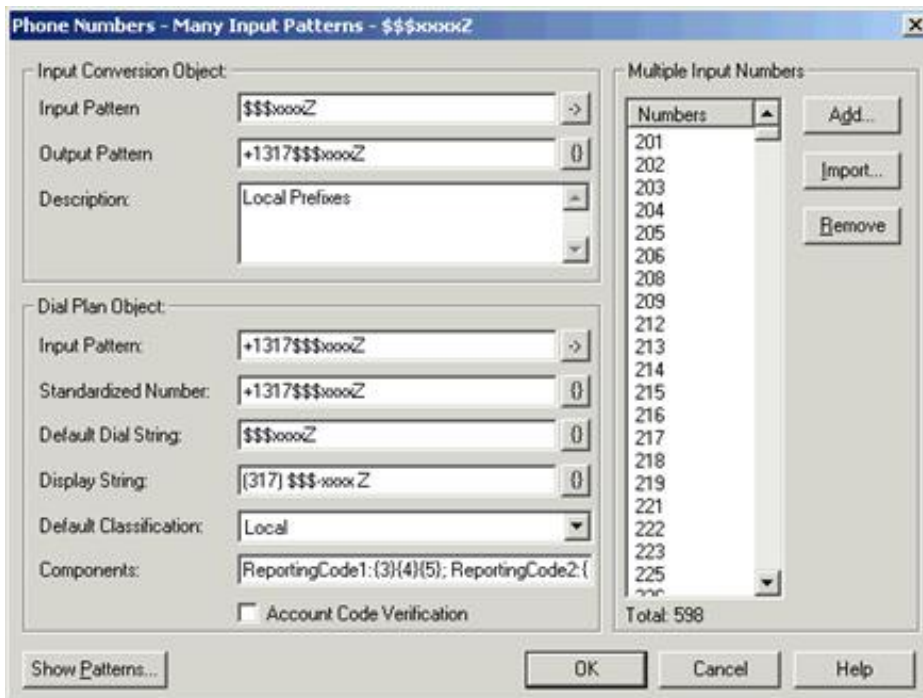 Phone Numbers - Many Input Patterns - $$$xxxxZ
Input Conversion Object:
Input Pattern
$$$xxxxZ
->
Output Pattern
+1317$$$xxxxZ
{}
Description:
Local Prefixes
Dial Plan Object:
Input Pattern:
+1317$$$xxxxZ
->
Standardized Number:
+1317$$$xxxxZ
{}
Default Dial String:
$$$xxxxZ
{}
Display String:
(317) $$$-xxxx Z
{}
Default Classification:
Local
Components:
ReportingCode1:{3}{4}{5}; ReportingCode2:{
Account Code Verification
Multiple Input Numbers
Numbers
201
202
203
204
205
206
208
209
212
213
214
215
216
217
218
219
221
222
223
225
Total: 598
Add...
Import...
Remove
Show Patterns...
OK
Cancel
Help